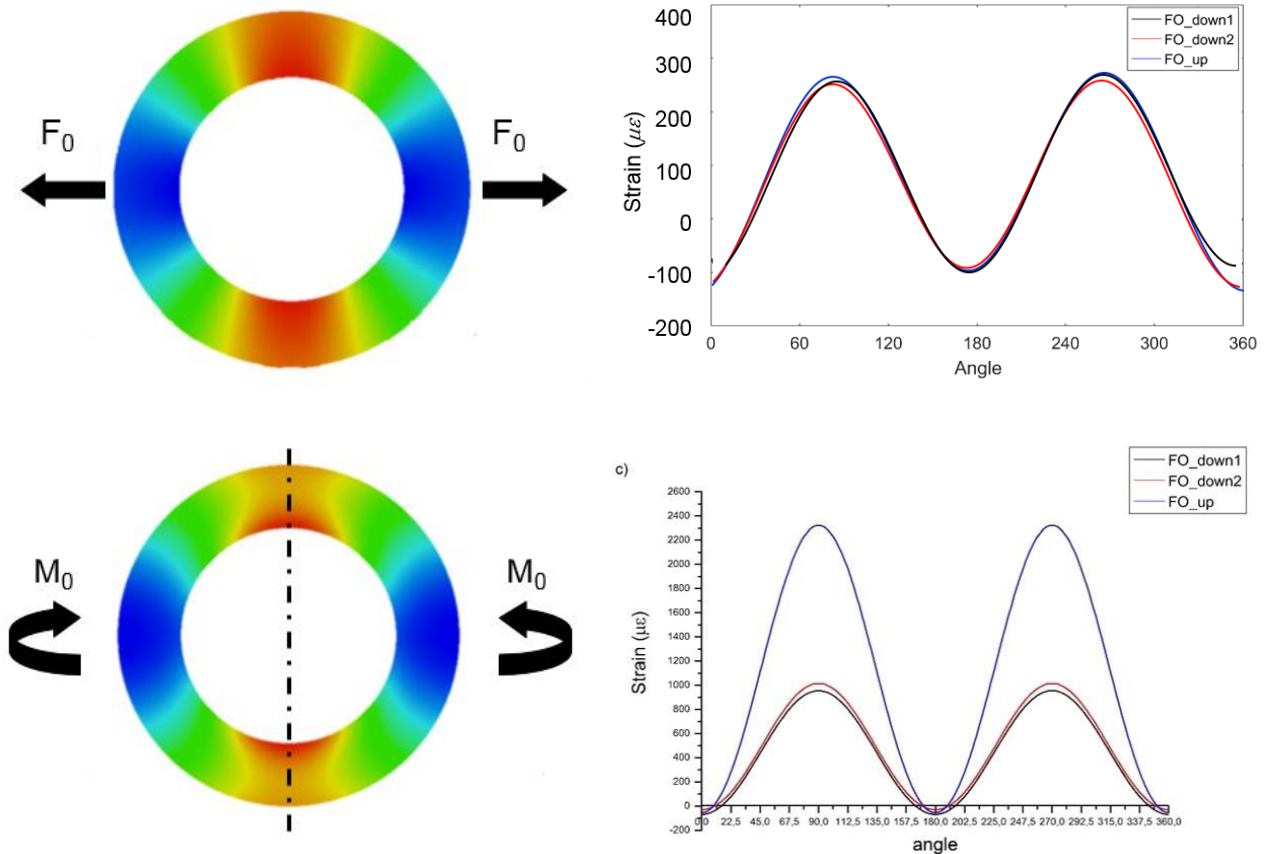 F0
F0
400
300
200
100
0
-100
-200
Strain (με)
0 60 120 180 240 300 360
Angle
FO_down1
FO_down2
FO_up
M0
M0
c)
FO_down1
FO_down2
FO_up
2600
2400
2200
2000
1800
1600
1400
1200
1000
800
600
400
200
0
-200
Strain (με)
0,0 22,5 45,0 67,5 90,0 112,5 135,0 157,5 180,0 202,5 225,0 247,5 270,0 292,5 315,0 337,5 360,0
angle